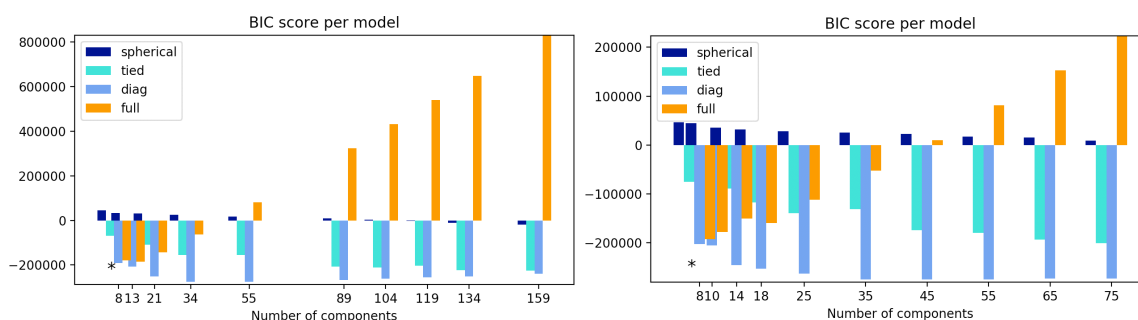 BIC score per model
800000
600000
400000
200000
0
−200000
spherical
tied
diag
full
*
8 13 21 34 55 89 104 119 134 159
Number of components
BIC score per model
200000
100000
0
−100000
−200000
spherical
tied
diag
full
*
8 10 14 18 25 35 45 55 65 75
Number of components